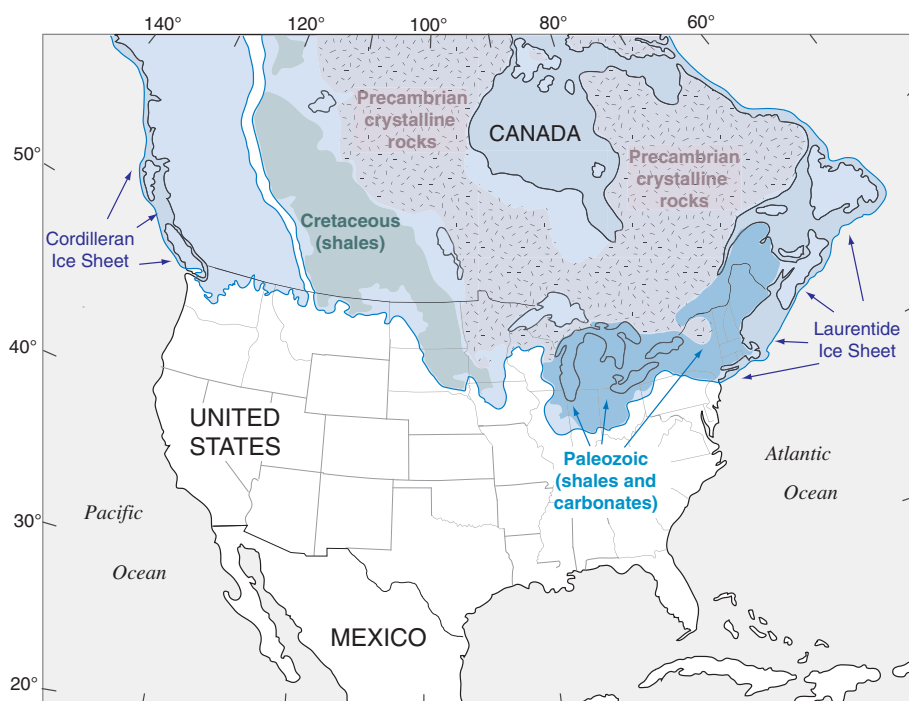 140°
120°
100°
80°
60°
Precambrian
crystalline
rocks
CANADA
Precambrian
crystalline
rocks
50°
Cretaceous
(shales)
Cordilleran
Ice Sheet
Laurentide
Ice Sheet
40°
UNITED
STATES
Paleozoic
(shales and
carbonates)
Atlantic
Ocean
Pacific
Ocean
30°
MEXICO
20°